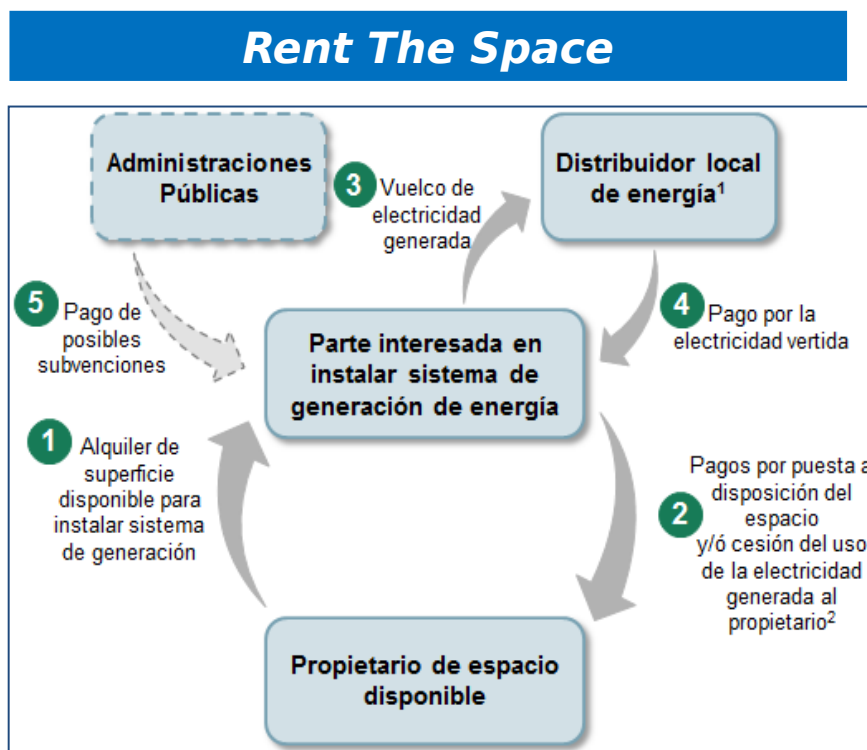 Rent The Space
Administraciones
Públicas
3
Vuelco de
electricidad
generada
Distribuidor local
de energía¹
5
Pago de
posibles
subvenciones
Parte interesada en
instalar sistema de
generación de energía
4
Pago por la
electricidad vertida
1
Alquiler de
superficie
disponible para
instalar sistema
de generación
2
Pagos por puesta a
disposición del
espacio
y/ó cesión del uso
de la electricidad
generada al
propietario²
Propietario de espacio
disponible